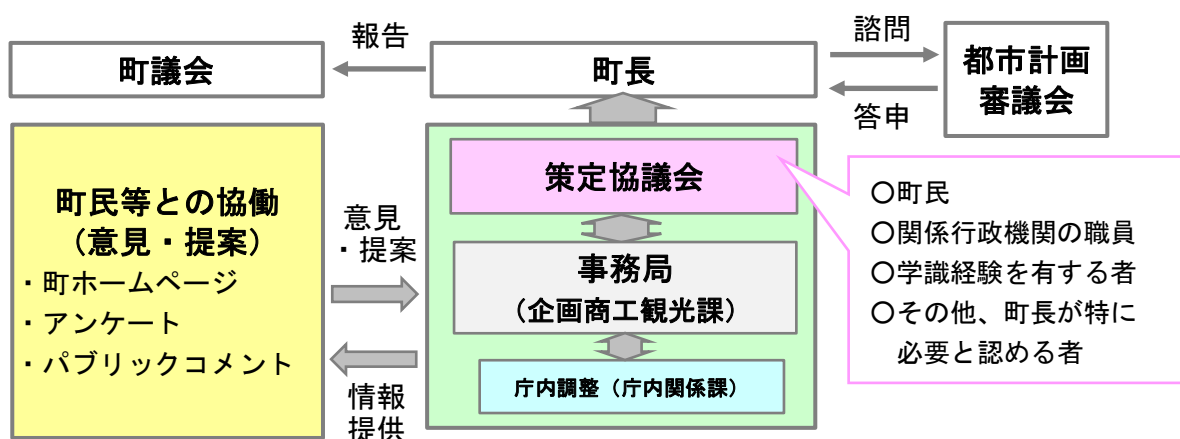 町議会
報告
町長
諮問
答申
都市計画
審議会
町民等との協働
(意見・提案)
・町ホームページ
・アンケート
・パブリックコメント
意見
・提案
情報
提供
策定協議会
事務局
(企画商工観光課)
庁内調整(庁内関係課)
〇町民
〇関係行政機関の職員
〇学識経験を有する者
〇その他、町長が特に
必要と認める者